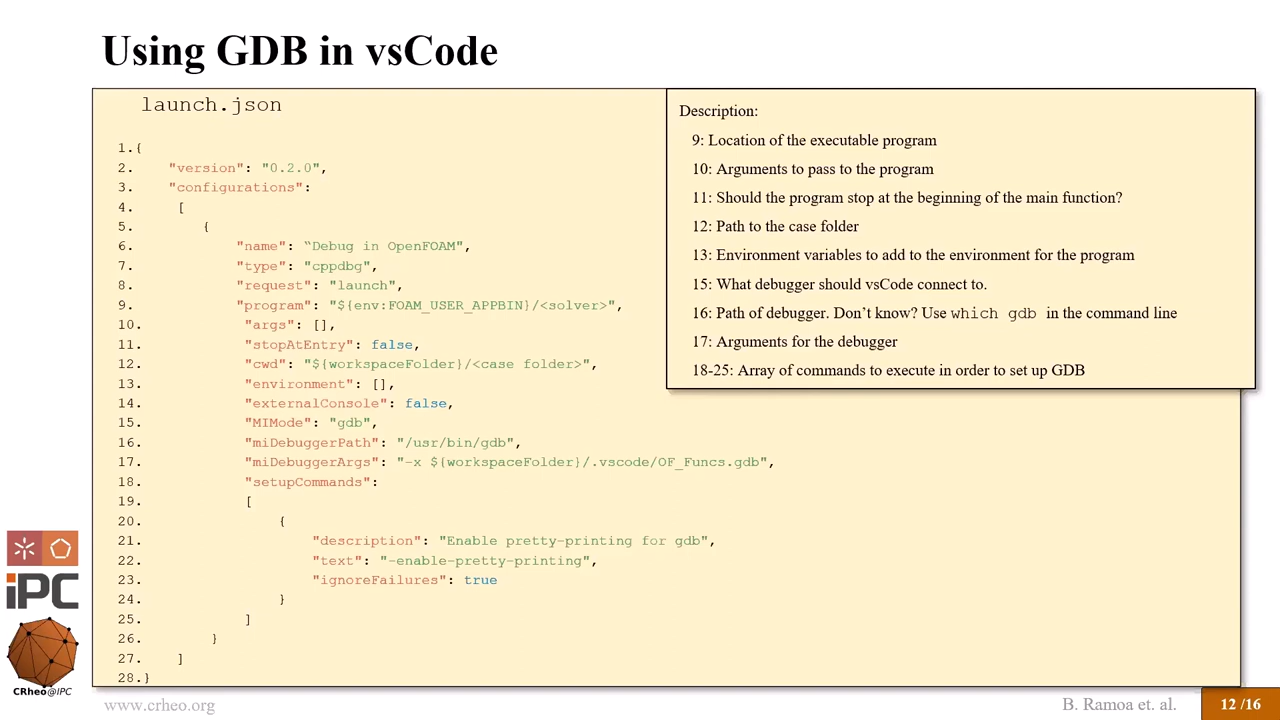 Using GDB in vsCode
launch.json
1.{
2. "version": "0.2.0",
3. "configurations":
4. [
5. {
6. "name": “Debug in OpenFOAM",
7. "type": "cppdbg",
8. "request": "launch",
9. "program": "${env:FOAM_USER_APPBIN}/<solver>",
10. "args": [],
11. "stopAtEntry": false,
12. "cwd": "${workspaceFolder}/<case folder>",
13. "environment": [],
14. "externalConsole": false,
15. "MIMode": "gdb",
16. "miDebuggerPath": "/usr/bin/gdb",
17. "miDebuggerArgs": "-x ${workspaceFolder}/.vscode/OF_Funcs.gdb",
18. "setupCommands":
19. [
20. {
21. "description": "Enable pretty-printing for gdb",
22. "text": "-enable-pretty-printing",
23. "ignoreFailures": true
24. }
25. ]
26. }
27. ]
28.}
Description:
9: Location of the executable program
10: Arguments to pass to the program
11: Should the program stop at the beginning of the main function?
12: Path to the case folder
13: Environment variables to add to the environment for the program
15: What debugger should vsCode connect to.
16: Path of debugger. Don’t know? Use which gdb in the command line
17: Arguments for the debugger
18-25: Array of commands to execute in order to set up GDB
iPC
CRheo@IPC
www.crheo.org
B. Ramoa et. al.
12 /16